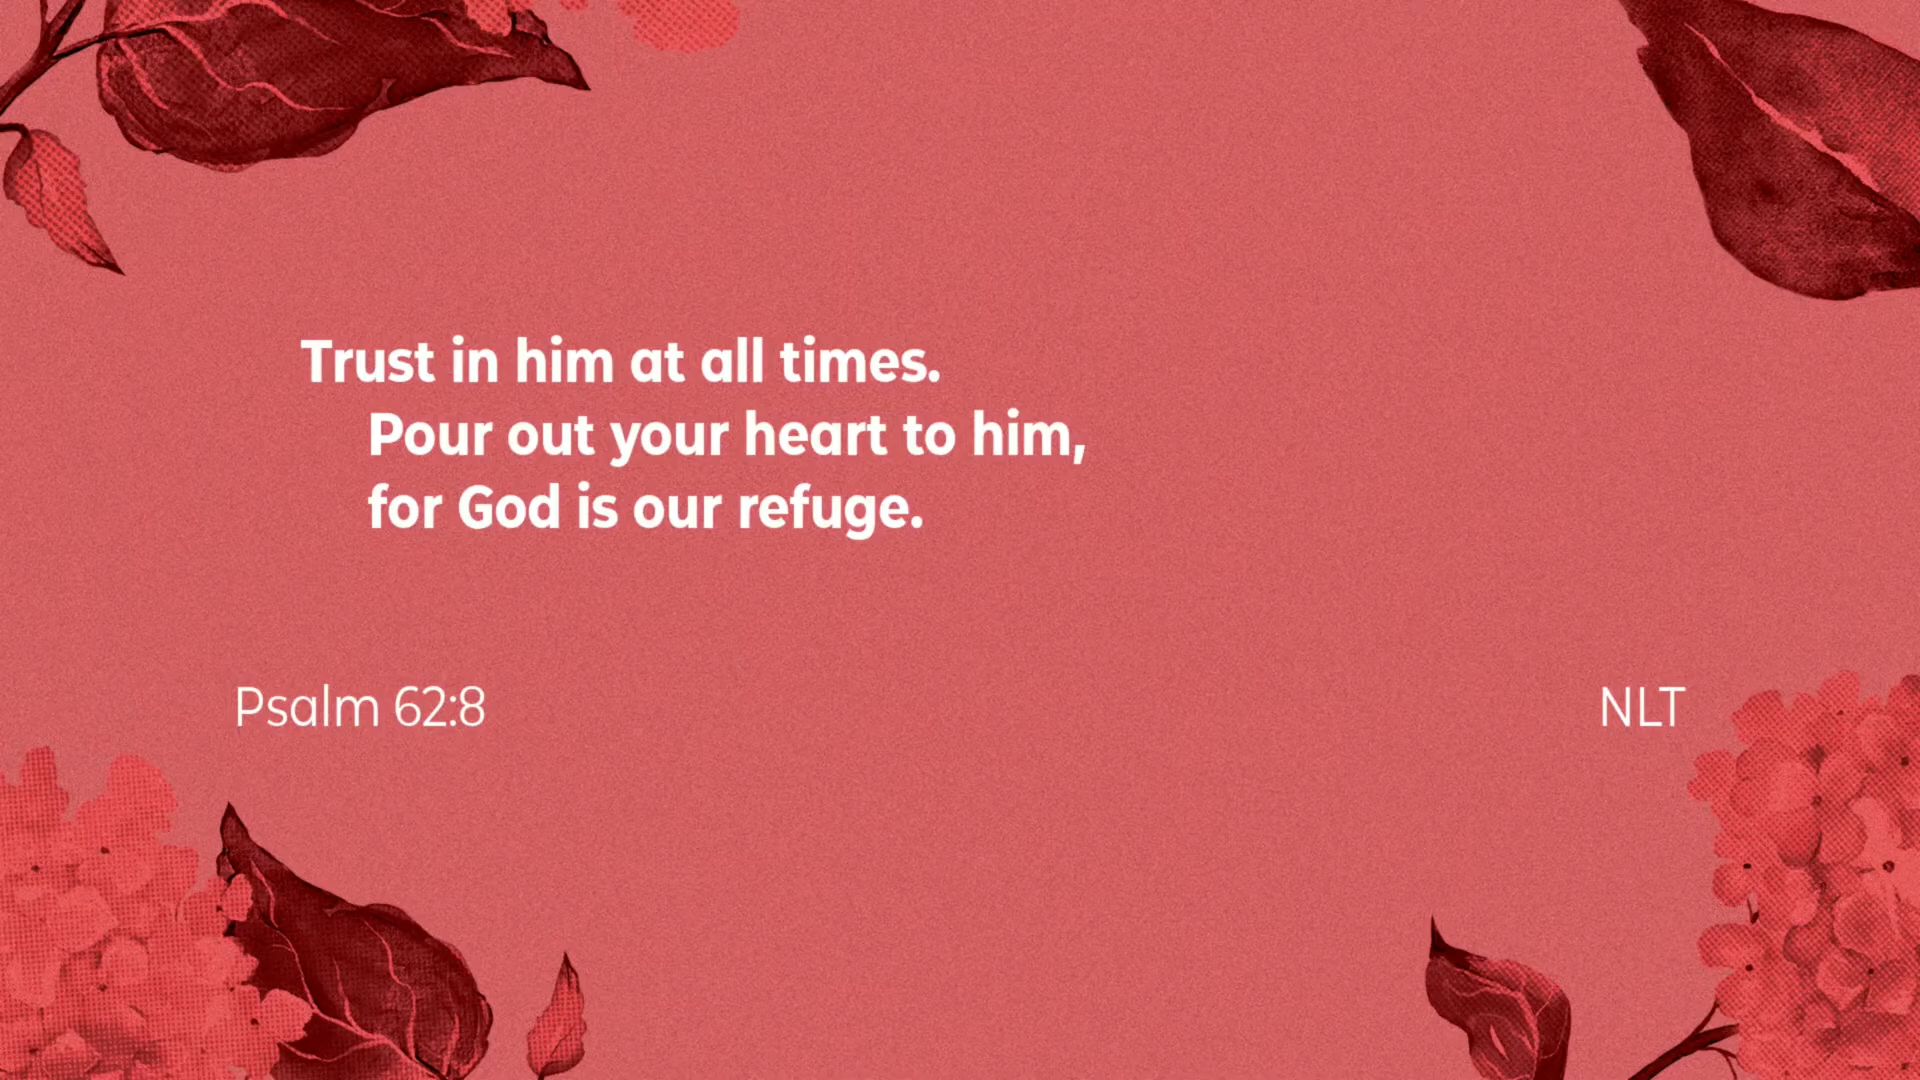 Trust in him at all times.
Pour out your heart to him,
for God is our refuge.
Psalm 62:8
NLT